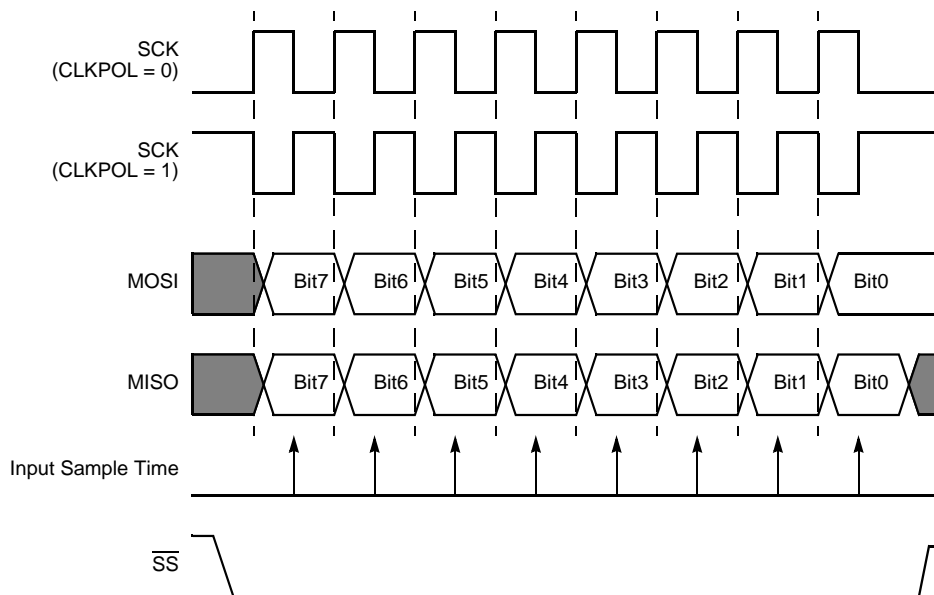 SCK
(CLKPOL = 0)
SCK
(CLKPOL = 1)
MOSI Bit7 Bit6 Bit5 Bit4 Bit3 Bit2 Bit1 Bit0
MISO Bit7 Bit6 Bit5 Bit4 Bit3 Bit2 Bit1 Bit0
Input Sample Time
SS